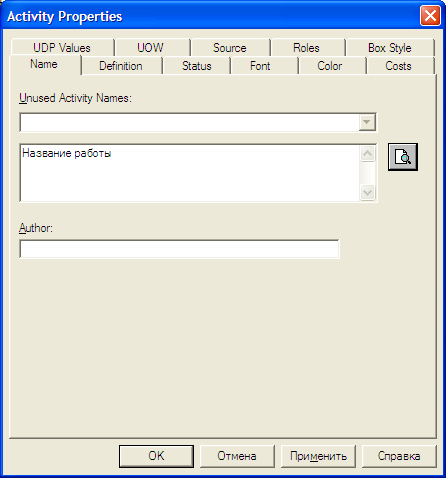 Activity Properties
UDP Values UOW Source Roles Box Style
Name Definition Status Font Color Costs
Unused Activity Names:
Название работы
Author:
OK Отмена Применить Справка